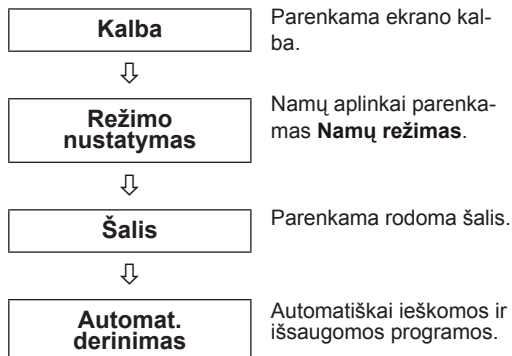 Kalba
Parenkama ekrano kal-
ba.
Režimo
nustatymas
Namų aplinkai parenka-
mas Namų režimas.
Šalis
Parenkama rodoma šalis.
Automat.
derinimas
Automatiškai ieškomos ir
išsaugomos programos.